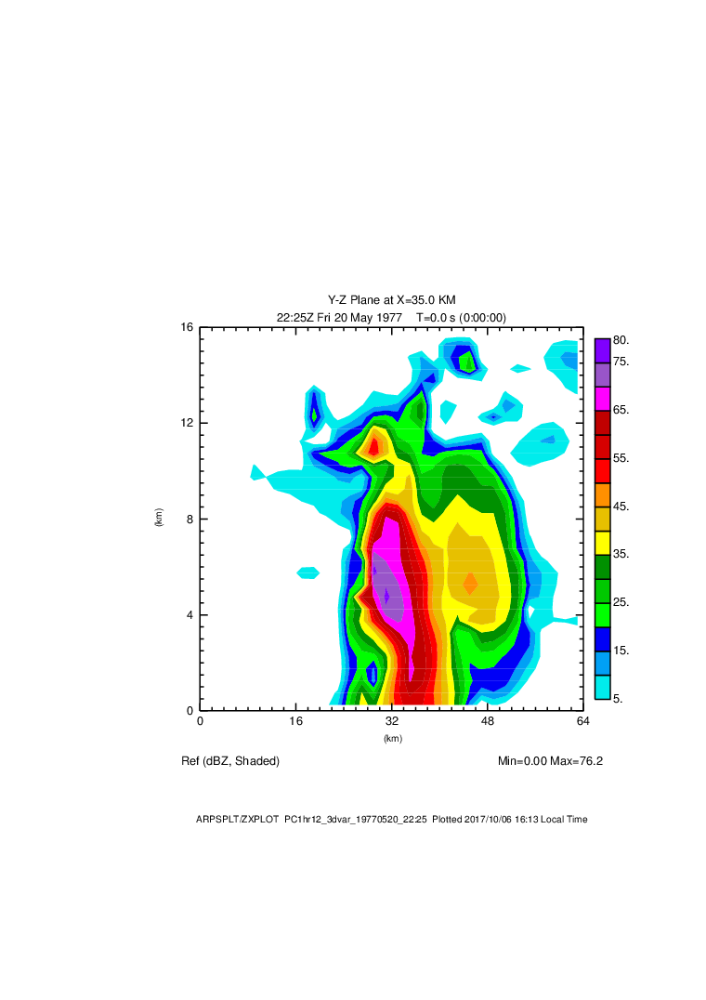 Y-Z Plane at X=35.0 KM
22:25Z Fri 20 May 1977 T=0.0 s (0:00:00)
16
12
8
4
0
(km)
0 16 32 48 64
(km)
80.
75.
65.
55.
45.
35.
25.
15.
5.
Ref (dBZ, Shaded) Min=0.00 Max=76.2
ARPSPLT/ZXPLOT PC1hr12_3dvar_19770520_22:25 Plotted 2017/10/06 16:13 Local Time